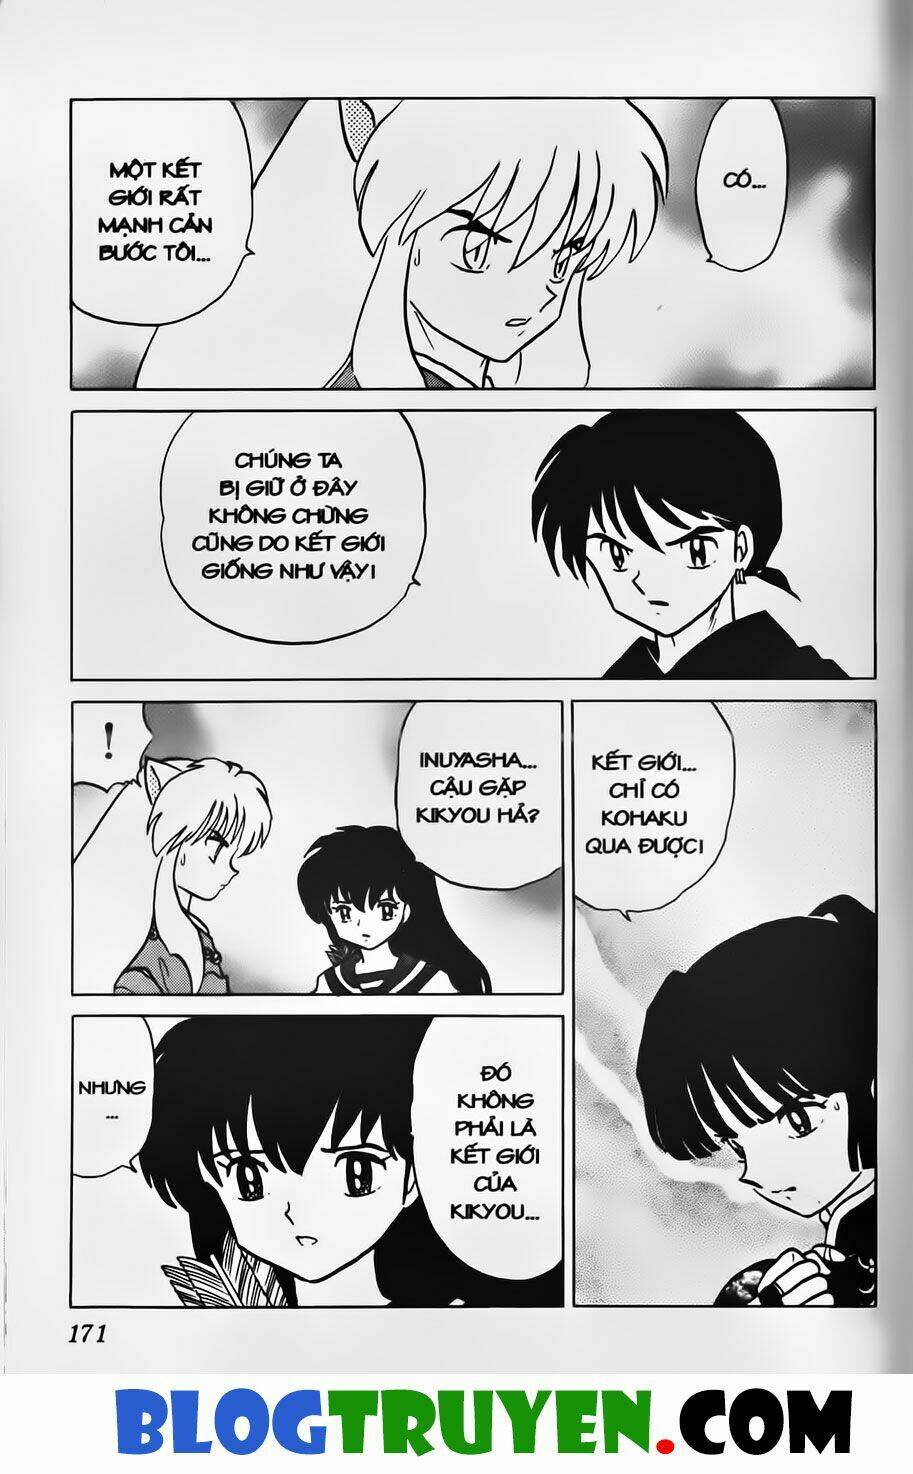 CÓ...
MỘT KẾT
GIỚI RẤT
MẠNH CẢN
BƯỚC TÔI...
CHÚNG TA
BỊ GIỮ Ở ĐÂY
KHÔNG CHỪNG
CŨNG DO KẾT GIỚI
GIỐNG NHƯ VẬY!
KẾT GIỚI...
CHỈ CÓ
KOHAKU
QUA ĐƯỢC!
INUYASHA...
CẬU GẶP
KIKYOU HẢ?
!
ĐÓ
KHÔNG
PHẢI LÀ
KẾT GIỚI
CỦA
KIKYOU...
NHƯNG
...
171
BLOGTRUYEN.COM